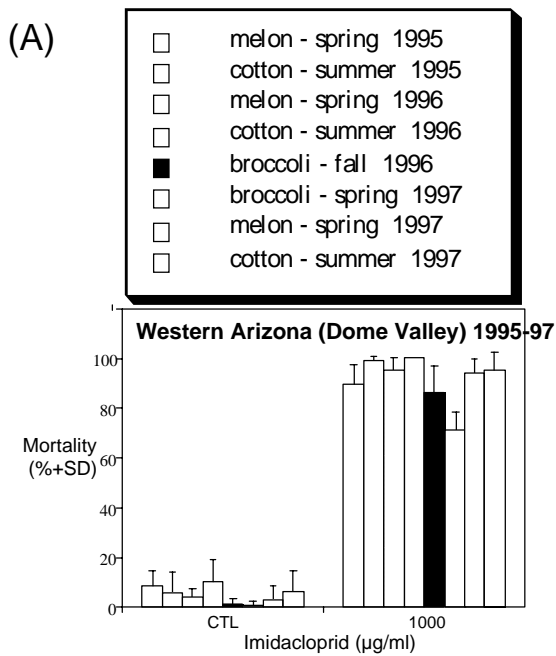 (A)
melon - spring 1995
cotton - summer 1995
melon - spring 1996
cotton - summer 1996
broccoli - fall 1996
broccoli - spring 1997
melon - spring 1997
cotton - summer 1997
Western Arizona (Dome Valley) 1995-97
100
80
Mortality
(%+SD)
60
40
20
0
CTL
1000
Imidacloprid (µg/ml)